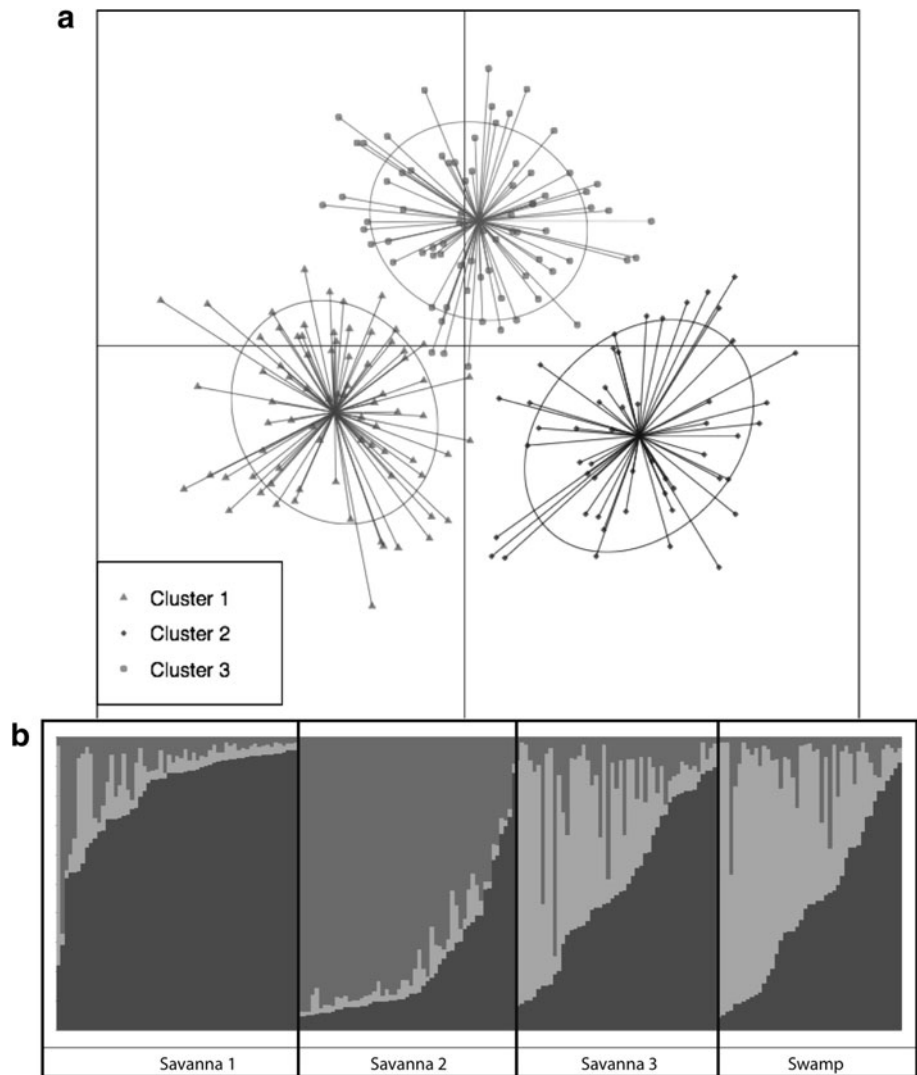 a
Cluster 1
Cluster 2
Cluster 3
b
Savanna 1
Savanna 2
Savanna 3
Swamp